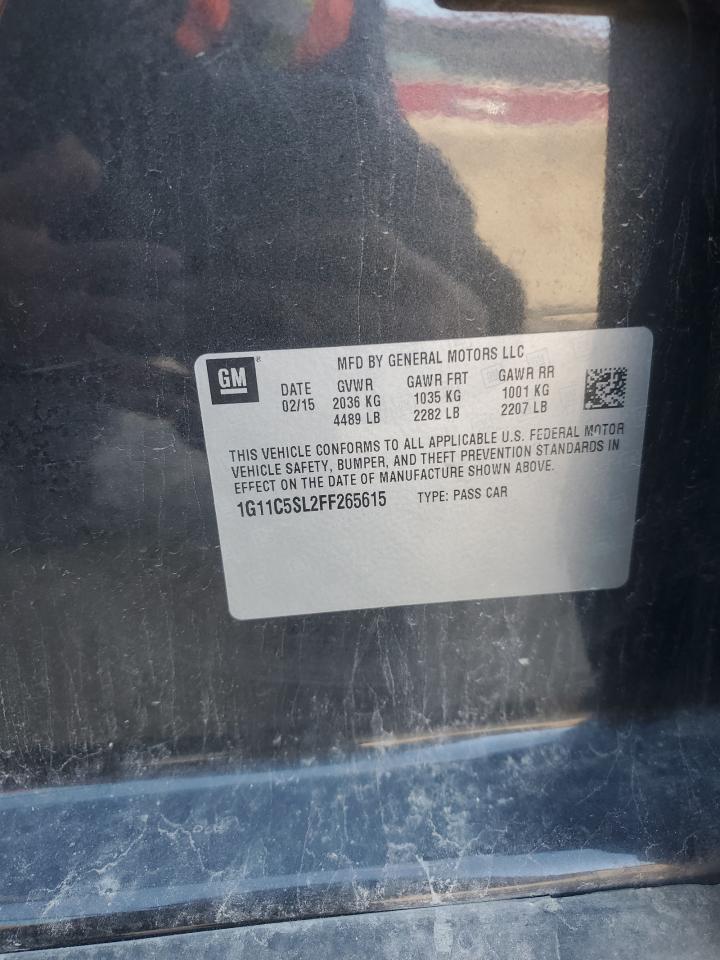 GM ®
MFD BY GENERAL MOTORS LLC
DATE GVWR GAWR FRT GAWR RR
02/15 2036 KG 1035 KG 1001 KG
4489 LB 2282 LB 2207 LB
THIS VEHICLE CONFORMS TO ALL APPLICABLE U.S. FEDERAL MOTOR
VEHICLE SAFETY, BUMPER, AND THEFT PREVENTION STANDARDS IN
EFFECT ON THE DATE OF MANUFACTURE SHOWN ABOVE.
1G11C5SL2FF265615 TYPE: PASS CAR